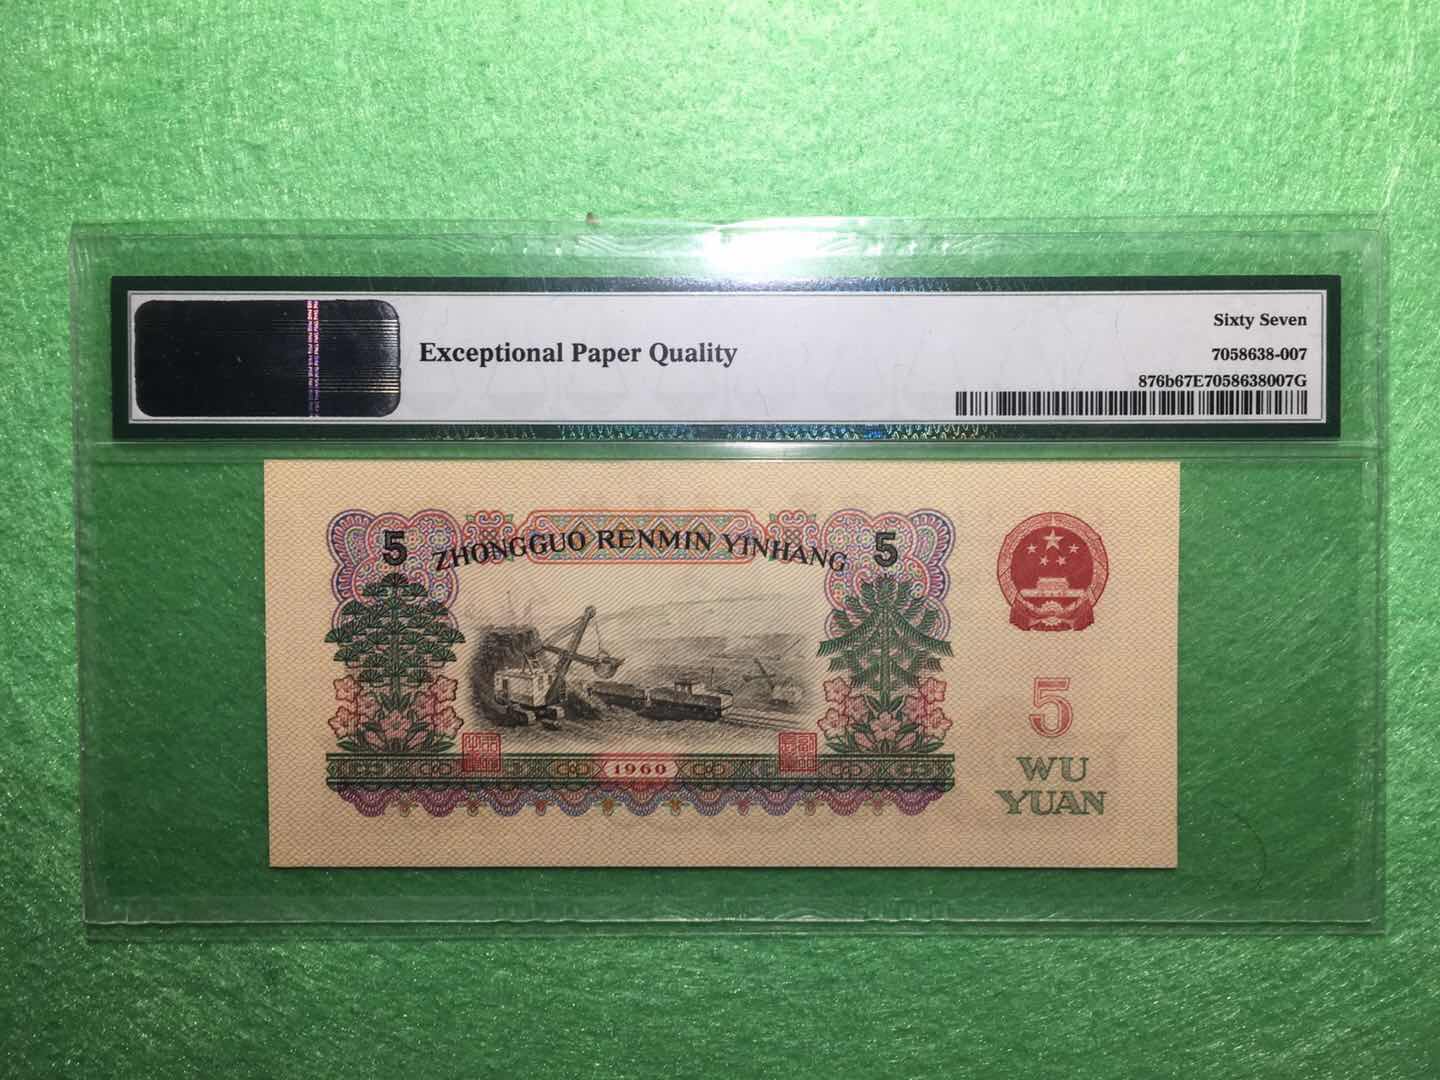 Exceptional Paper Quality
Sixty Seven
7058638-007
876b67E7058638007G
5 ZHONGGUO RENMIN YINHANG 5
5
WU
YUAN
1960